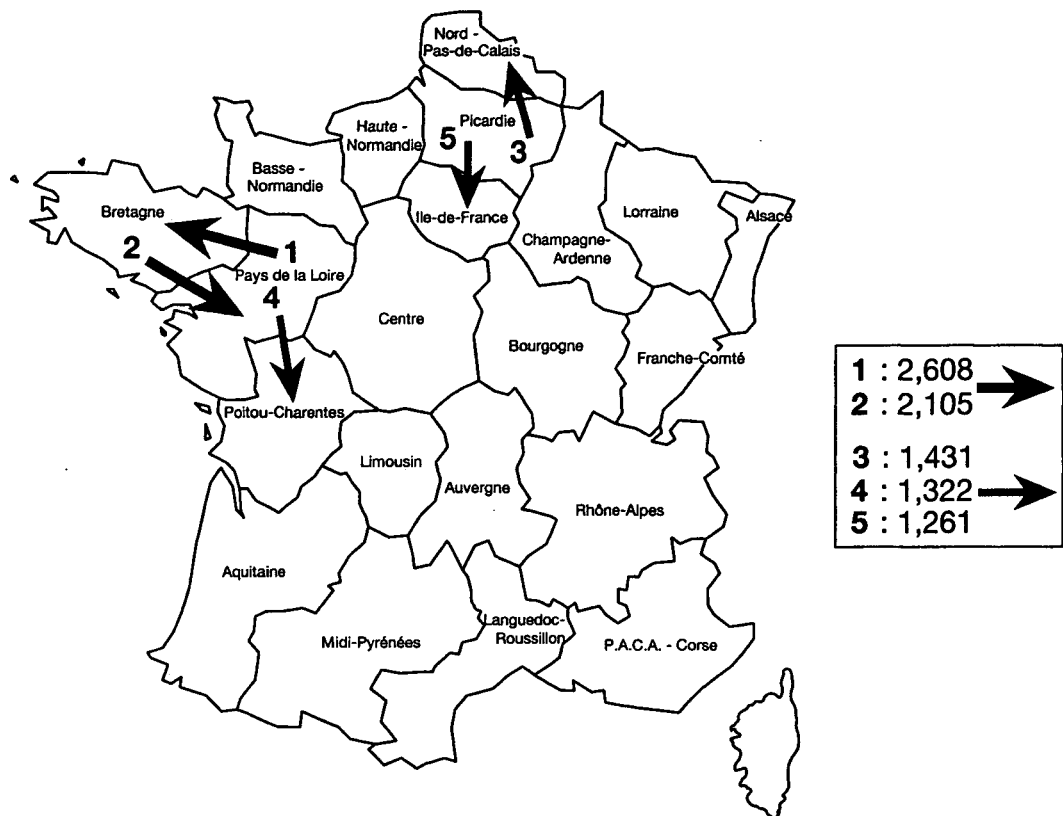 Nord -
Pas-de-Calais
Picardie
Haute -
Normandie
5
3
Basse -
Normandie
Ile-de-France
Lorraine
Alsace
Bretagne
Champagne-
Ardenne
2
1
Pays de la Loire
4
Centre
Bourgogne
Franche-Comté
Poitou-Charentes
Limousin
Auvergne
Rhône-Alpes
Aquitaine
Languedoc-
Roussillon
Midi-Pyrénées
P.A.C.A. - Corse
1 : 2,608
2 : 2,105
3 : 1,431
4 : 1,322
5 : 1,261